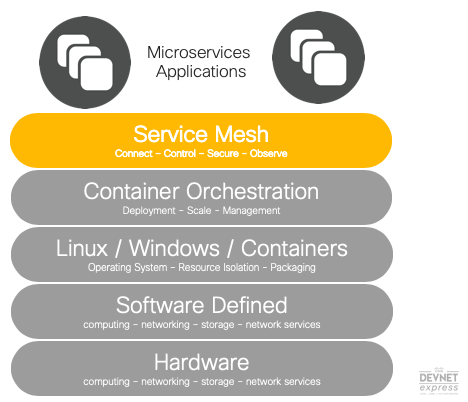 Microservices
Applications
Service Mesh
Connect – Control – Secure – Observe
Container Orchestration
Deployment – Scale – Management
Linux / Windows / Containers
Operating System – Resource Isolation – Packaging
Software Defined
computing – networking – storage – network services
Hardware
computing – networking – storage – network services
DEVNET
express